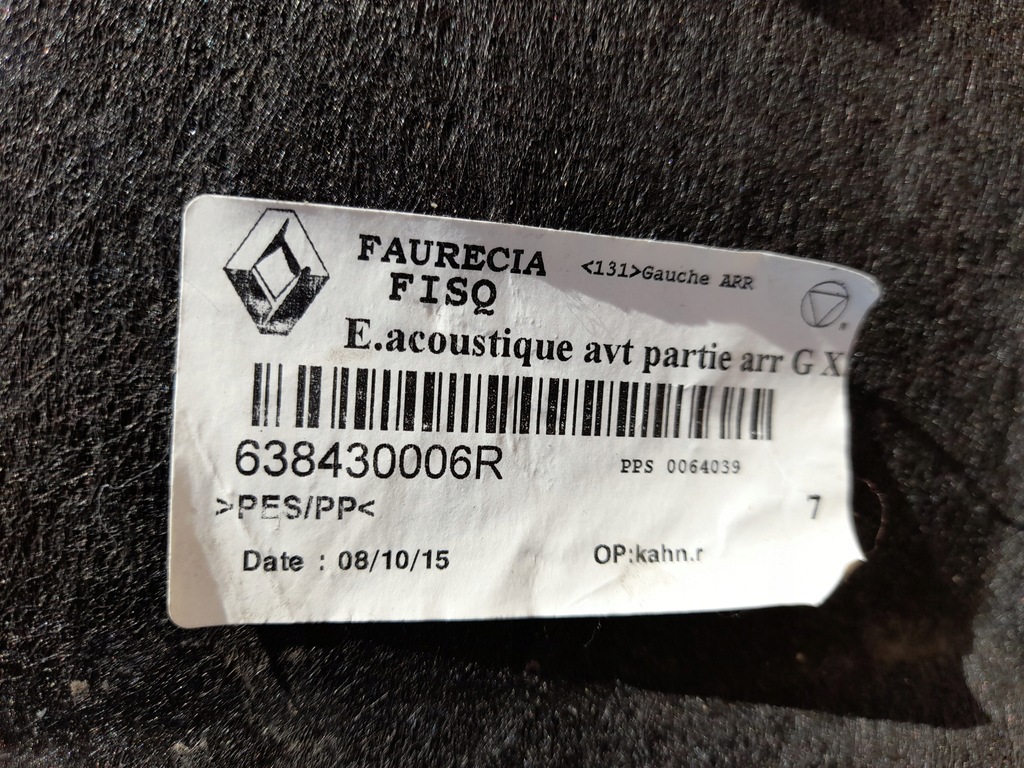 FAURECIA <131>Gauche ARR
FISQ
E.acoustique avt partie arr G X
638430006R PPS 0064039
>PES/PP< 7
Date : 08/10/15 OP:kahn.r